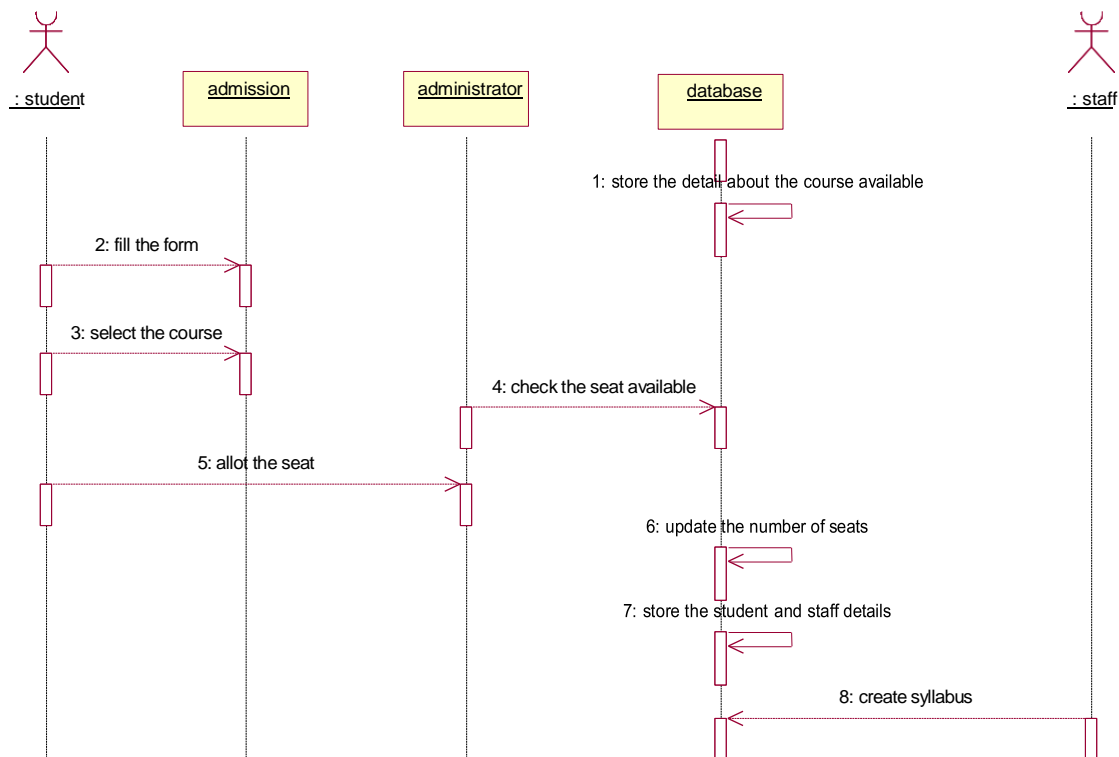 : student
admission
administrator
database
: staff
1: store the detail about the course available
2: fill the form
3: select the course
4: check the seat available
5: allot the seat
6: update the number of seats
7: store the student and staff details
8: create syllabus